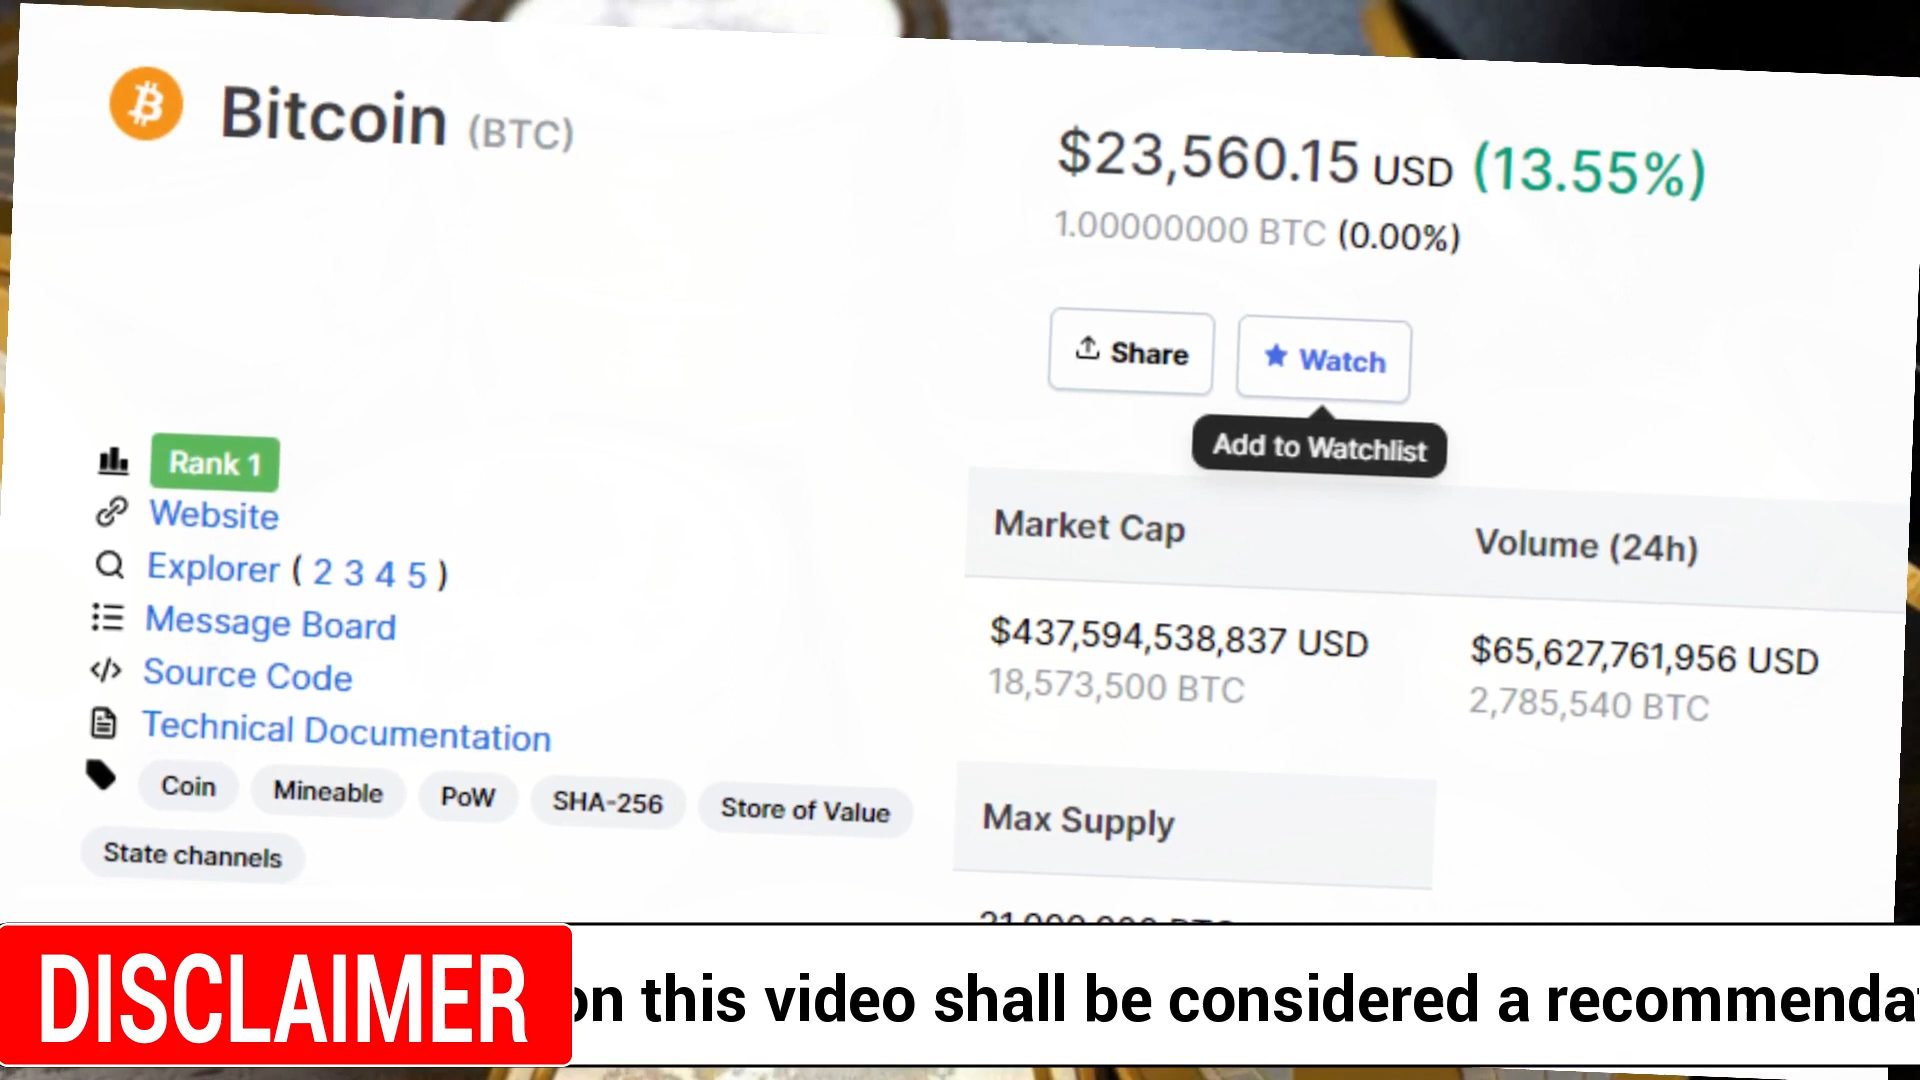 Bitcoin (BTC)
$23,560.15 USD (13.55%)
1.00000000 BTC (0.00%)
Share
Watch
Add to Watchlist
Rank 1
Website
Explorer ( 2 3 4 5 )
Message Board
Source Code
Technical Documentation
Coin Mineable PoW SHA-256 Store of Value
State channels
Market Cap Volume (24h)
$437,594,538,837 USD $65,627,761,956 USD
18,573,500 BTC 2,785,540 BTC
Max Supply
DISCLAIMER
on this video shall be considered a